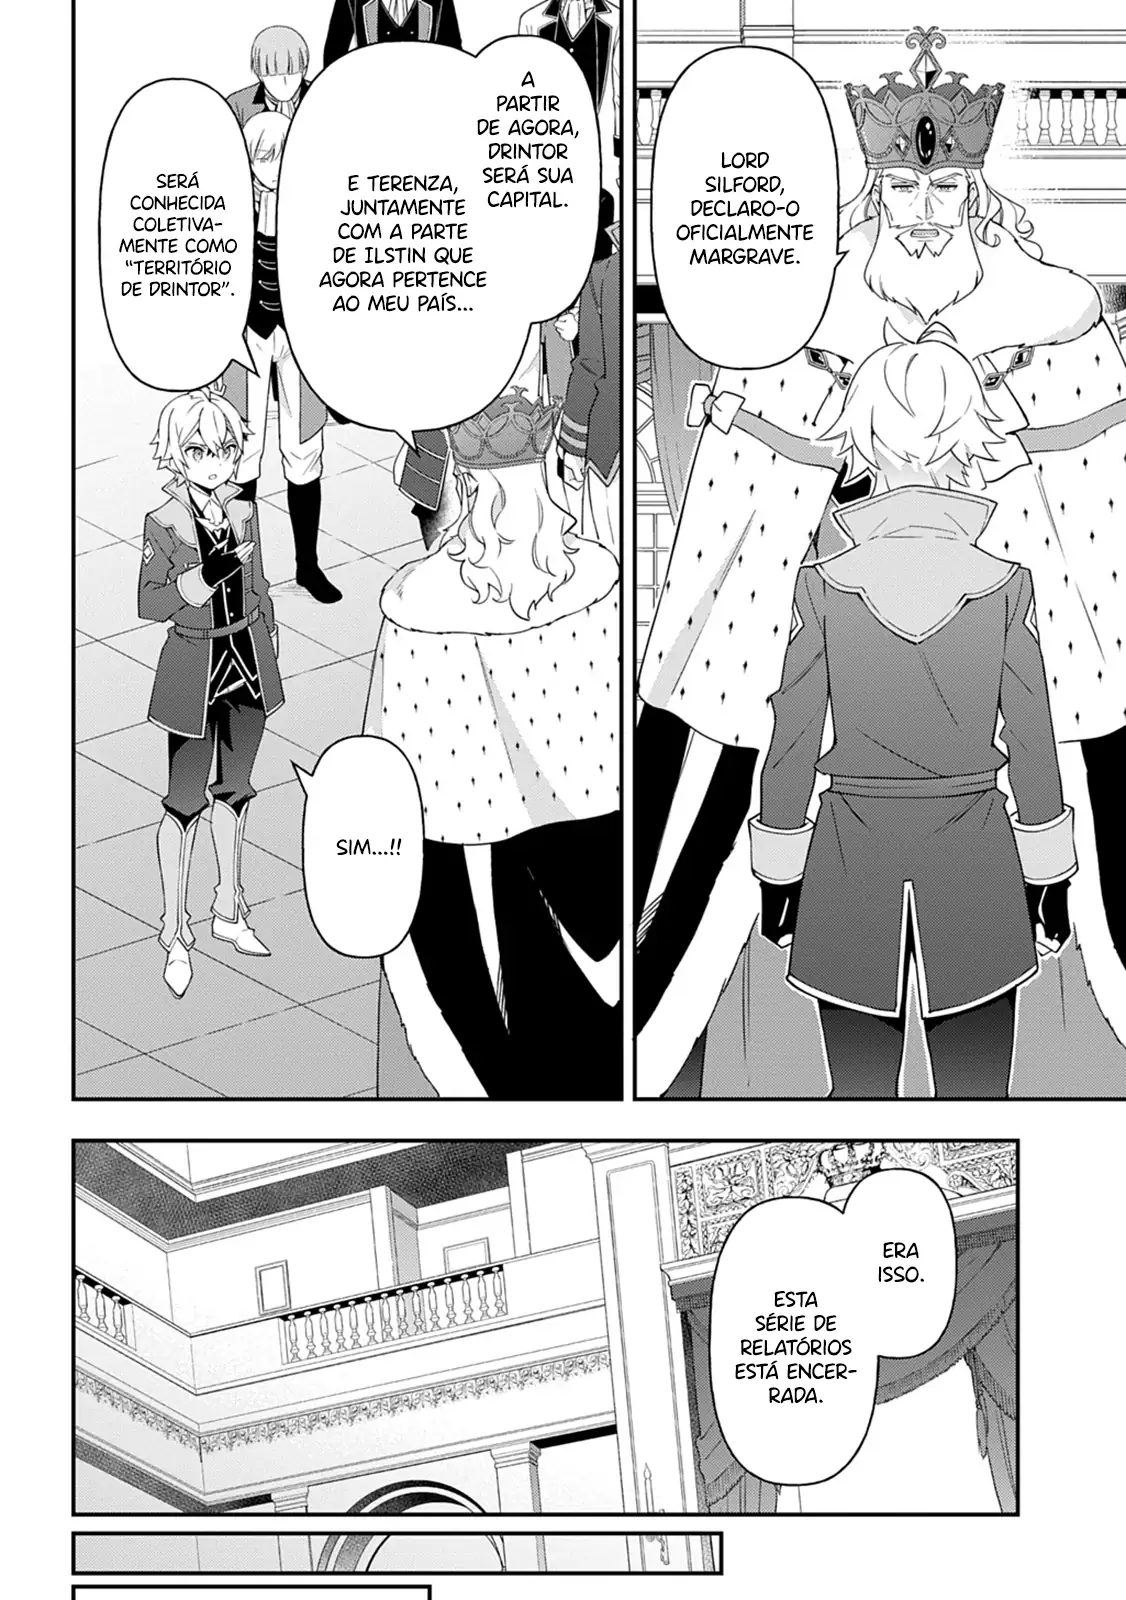 LORD
SILFORD,
DECLARO-O
OFICIALMENTE
MARGRAVE.
A
PARTIR
DE AGORA,
DRINTOR
SERÁ SUA
CAPITAL.
E TERENZA,
JUNTAMENTE
COM A PARTE
DE ILSTIN QUE
AGORA PERTENCE
AO MEU PAÍS...
SERÁ
CONHECIDA
COLETIVA-
MENTE COMO
“TERRITÓRIO
DE DRINTOR”.
SIM...!!
ERA
ISSO.
ESTA
SÉRIE DE
RELATÓRIOS
ESTÁ ENCER-
RADA.